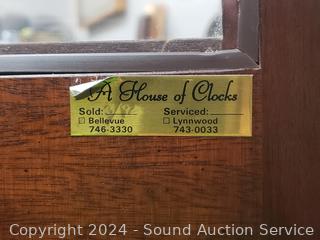 A House of Clocks
Sold: Serviced:
☐ Bellevue ☐ Lynnwood
746-3330 743-0033
Copyright 2024 - Sound Auction Service